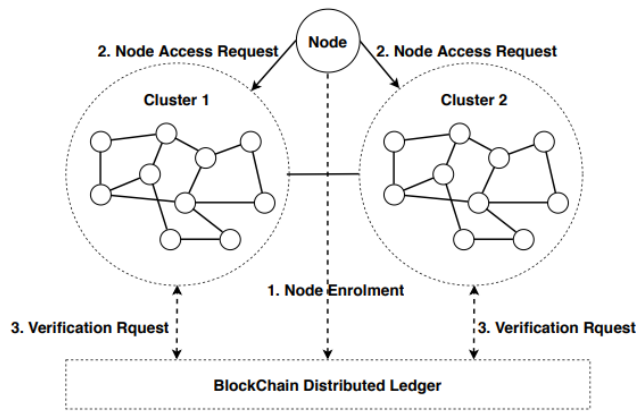 Node
2. Node Access Request
2. Node Access Request
Cluster 1
Cluster 2
1. Node Enrolment
3. Verification Rquest
3. Verification Rquest
BlockChain Distributed Ledger